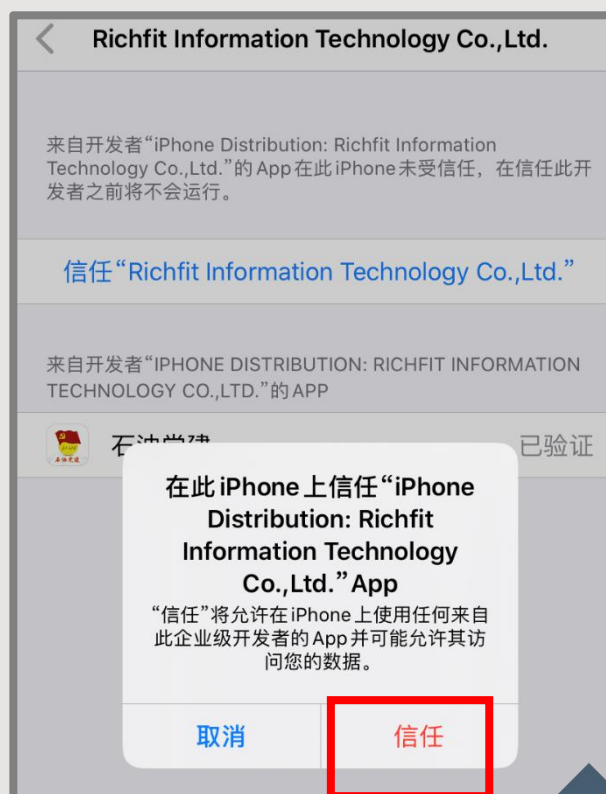 Richfit Information Technology Co.,Ltd.
来自开发者“iPhone Distribution: Richfit Information
Technology Co.,Ltd.”的 App 在此 iPhone 未受信任，在信任此开
发者之前将不会运行。
信任“Richfit Information Technology Co.,Ltd.”
来自开发者“IPHONE DISTRIBUTION: RICHFIT INFORMATION
TECHNOLOGY CO.,LTD.”的 APP
石油党建
已验证
在此 iPhone 上信任“iPhone
Distribution: Richfit
Information Technology
Co.,Ltd.” App
“信任”将允许在 iPhone 上使用任何来自
此企业级开发者的 App 并可能允许其访
问您的数据。
取消
信任